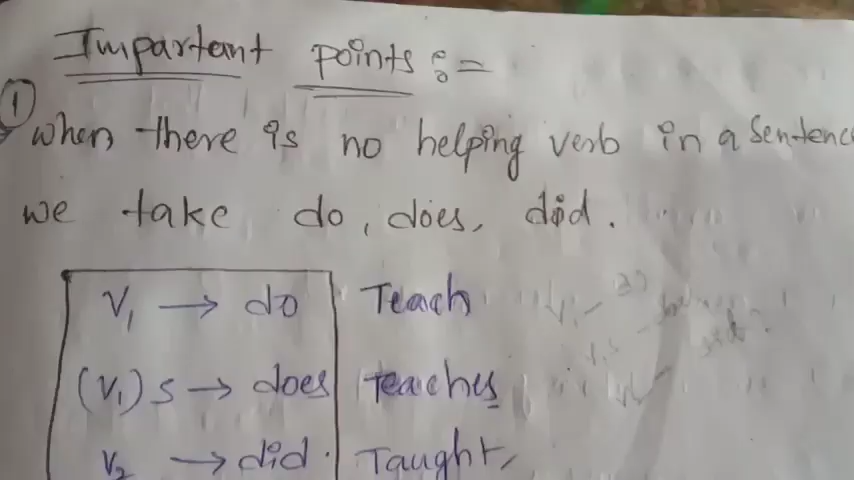 Impartant points :=
① when there is no helping verb in a sentenc
we take do, does, did.
V₁ → do Teach
(V₁) s → does teaches
V₂ → did. Taught,